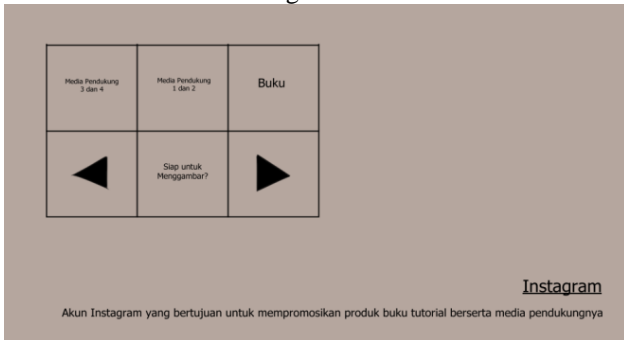 Media Pendukung
3 dan 4
Media Pendukung
1 dan 2
Buku
Siap untuk
Menggambar?
Instagram
Akun Instagram yang bertujuan untuk mempromosikan produk buku tutorial berserta media pendukungnya